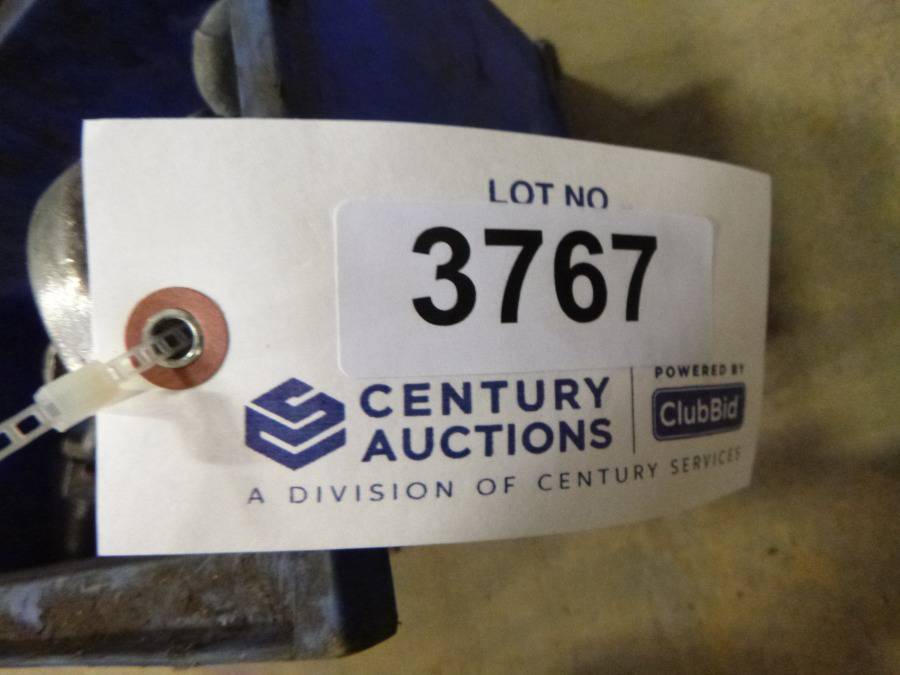 LOT NO
3767
CENTURY
AUCTIONS
POWERED BY
ClubBid
A DIVISION OF CENTURY SERVICES